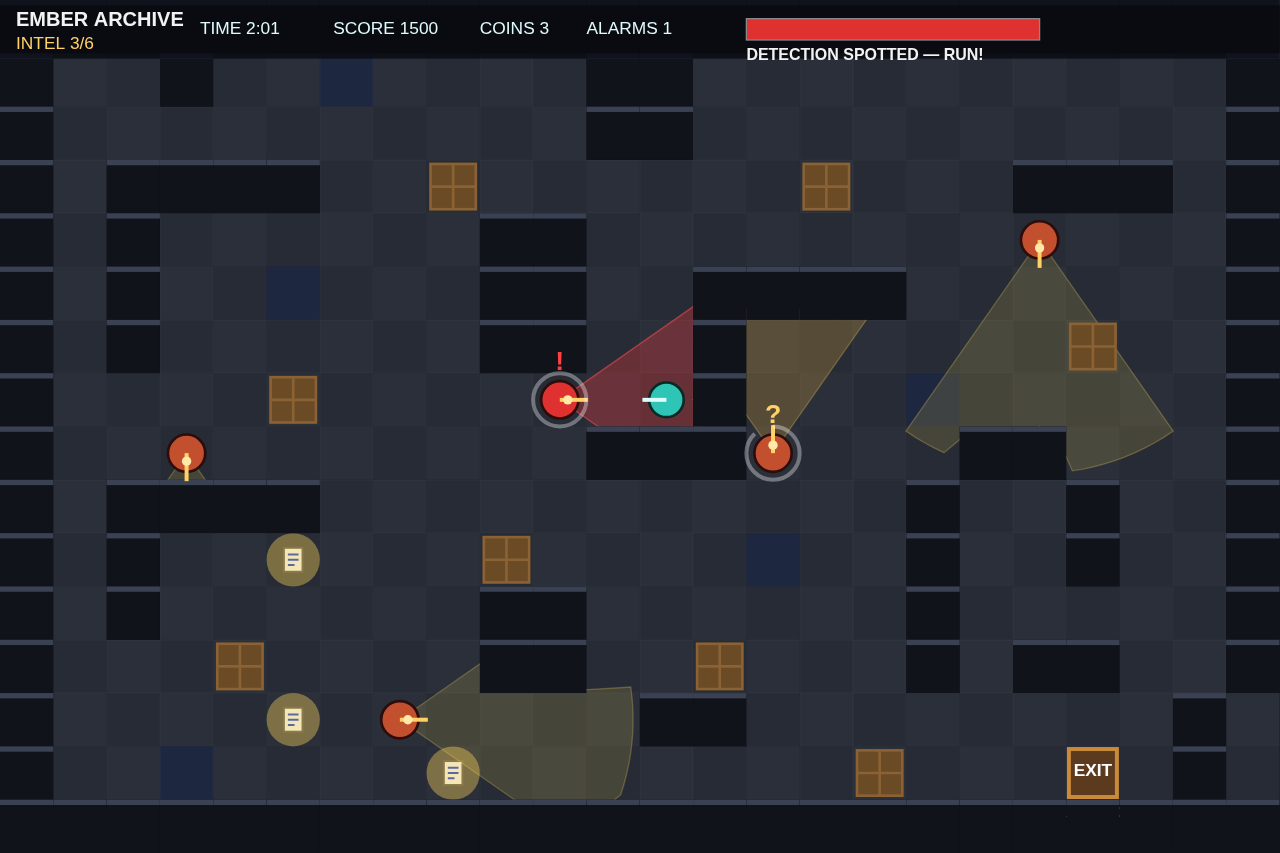 EMBER ARCHIVE
INTEL 3/6
TIME 2:01
SCORE 1500
COINS 3
ALARMS 1
DETECTION SPOTTED — RUN!
!
?
EXIT